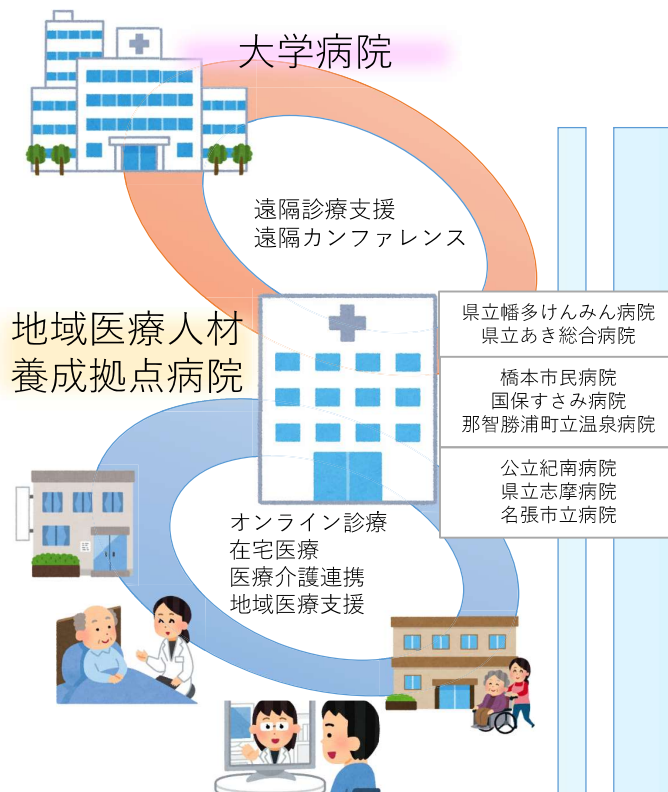 大学病院
遠隔診療支援
遠隔カンファレンス
地域医療人材
養成拠点病院
県立幡多けんみん病院
県立あき総合病院
橋本市民病院
国保すさみ病院
那智勝浦町立温泉病院
公立紀南病院
県立志摩病院
名張市立病院
オンライン診療
在宅医療
医療介護連携
地域医療支援